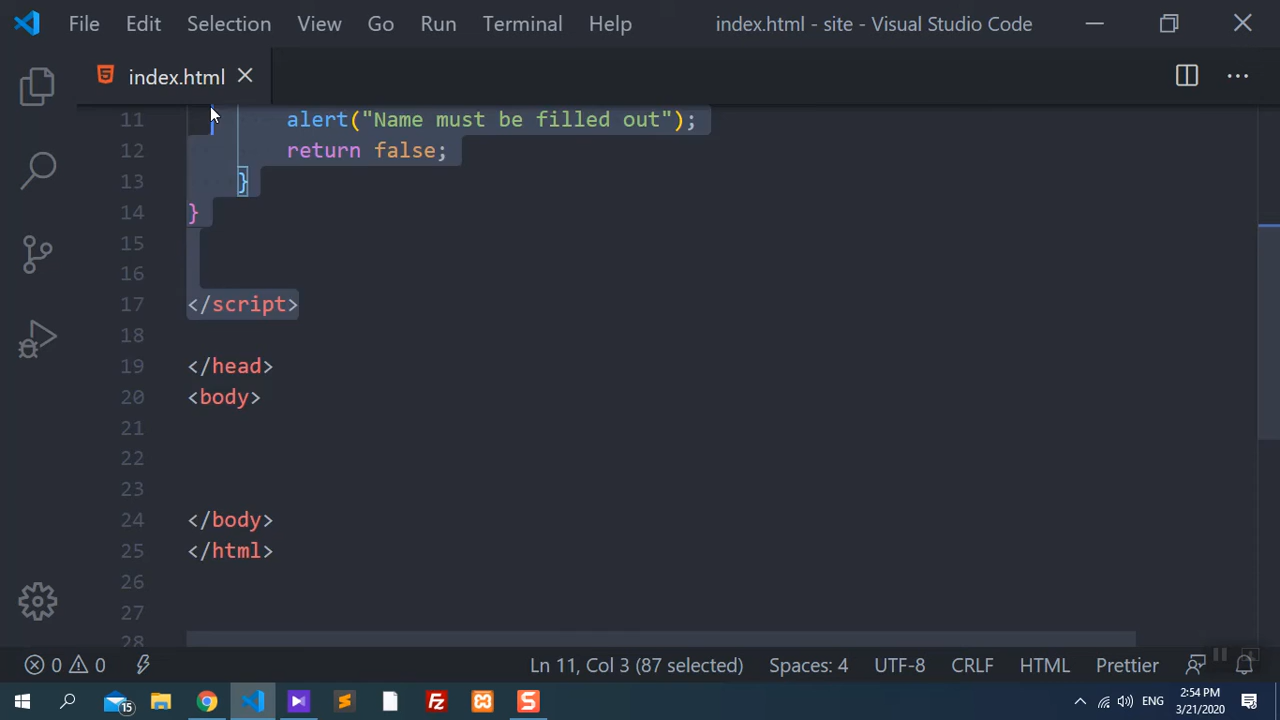 File Edit Selection View Go Run Terminal Help index.html - site - Visual Studio Code
index.html
11 alert("Name must be filled out");
12 return false;
13 }
14 }
15
16
17 </script>
18
19 </head>
20 <body>
21
22
23
24 </body>
25 </html>
26
27
28
0 0 Ln 11, Col 3 (87 selected) Spaces: 4 UTF-8 CRLF HTML Prettier
15 ENG 2:54 PM
3/21/2020